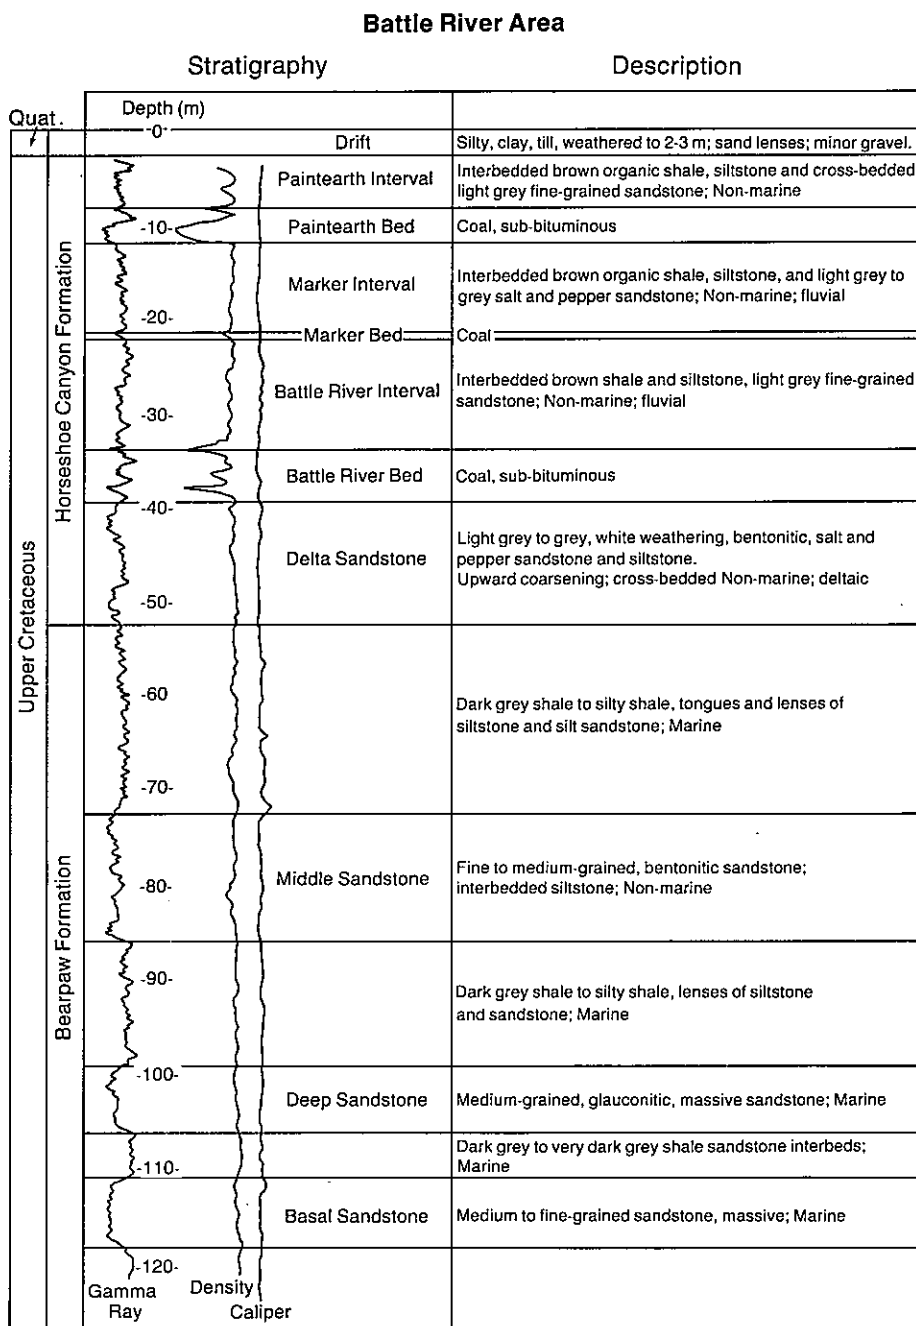 Battle River Area
Stratigraphy
Description
Quat.
Depth (m)
-0-
Drift
Silty, clay, till, weathered to 2-3 m; sand lenses; minor gravel.
Paintearth Interval
Interbedded brown organic shale, siltstone and cross-bedded
light grey fine-grained sandstone; Non-marine
-10-
Paintearth Bed
Coal, sub-bituminous
Marker Interval
Interbedded brown organic shale, siltstone, and light grey to
grey salt and pepper sandstone; Non-marine; fluvial
-20-
Marker Bed
Coal
Horseshoe Canyon Formation
Battle River Interval
Interbedded brown shale and siltstone, light grey fine-grained
sandstone; Non-marine; fluvial
-30-
Battle River Bed
Coal, sub-bituminous
-40-
Delta Sandstone
Light grey to grey, white weathering, bentonitic, salt and
pepper sandstone and siltstone.
Upward coarsening; cross-bedded Non-marine; deltaic
-50-
Upper Cretaceous
-60
Dark grey shale to silty shale, tongues and lenses of
siltstone and silt sandstone; Marine
-70-
Middle Sandstone
Fine to medium-grained, bentonitic sandstone;
interbedded siltstone; Non-marine
-80-
Bearpaw Formation
-90-
Dark grey shale to silty shale, lenses of siltstone
and sandstone; Marine
-100-
Deep Sandstone
Medium-grained, glauconitic, massive sandstone; Marine
Dark grey to very dark grey shale sandstone interbeds;
Marine
-110-
Basal Sandstone
Medium to fine-grained sandstone, massive; Marine
-120-
Gamma
Ray
Density
Caliper